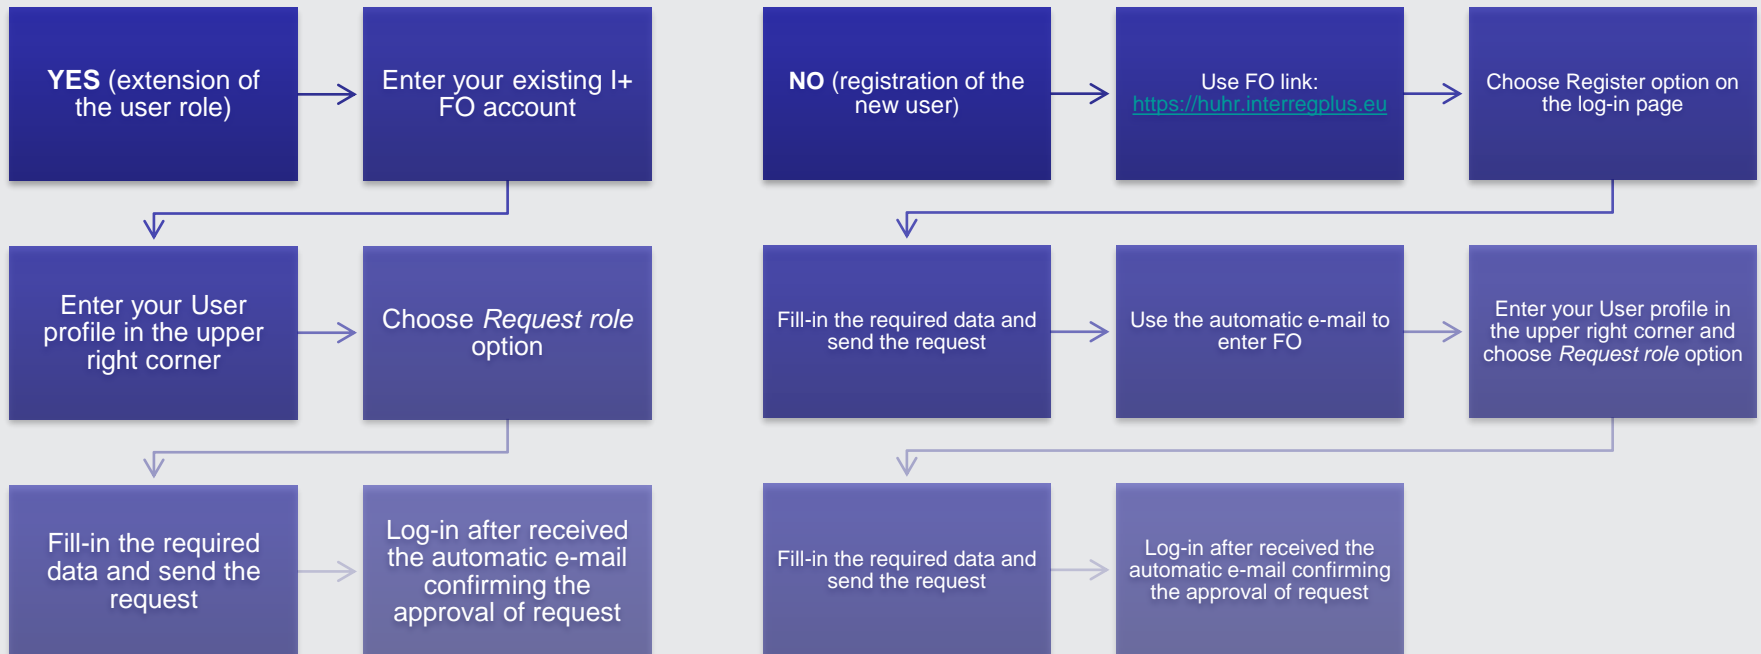 YES (extension of
the user role)
Enter your existing I+
FO account
Enter your User
profile in the upper
right corner
Choose Request role
option
Fill-in the required
data and send the
request
Log-in after received
the automatic e-mail
confirming the
approval of request
NO (registration of the
new user)
Use FO link:
https://huhr.interregplus.eu
Choose Register option on
the log-in page
Fill-in the required data and
send the request
Use the automatic e-mail to
enter FO
Enter your User profile in
the upper right corner and
choose Request role option
Fill-in the required data and
send the request
Log-in after received the
automatic e-mail confirming
the approval of request